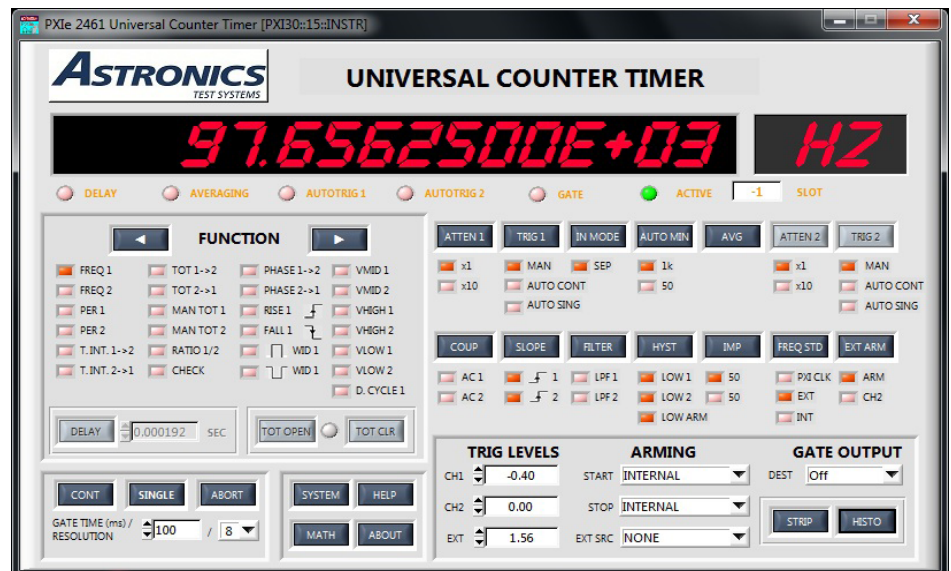 PXIe 2461 Universal Counter Timer [PXI30::15::INSTR]
ASTRONICS
TEST SYSTEMS
UNIVERSAL COUNTER TIMER
97.6562500E+03 HZ
DELAY AVERAGING AUTOTRIG 1 AUTOTRIG 2 GATE ACTIVE -1 SLOT
FUNCTION
FREQ 1 TOT 1->2 PHASE 1->2 VMID 1
FREQ 2 TOT 2->1 PHASE 2->1 VMID 2
PER 1 MAN TOT 1 RISE 1 VHIGH 1
PER 2 MAN TOT 2 FALL 1 VHIGH 2
T.INT. 1->2 RATIO 1/2 WID 1 VLOW 1
T.INT. 2->1 CHECK WID 1 VLOW 2
D. CYCLE 1
DELAY 0.000192 SEC TOT OPEN TOT CLR
CONT SINGLE ABORT
GATE TIME (ms) /
RESOLUTION 100 / 8
SYSTEM HELP
MATH ABOUT
ATTEN 1 TRIG 1 IN MODE AUTO MIN AVG ATTEN 2 TRIG 2
x1 MAN SEP 1k x1 MAN
x10 AUTO CONT 50 x10 AUTO CONT
AUTO SING AUTO SING
COUP SLOPE FILTER HYST IMP FREQ STD EXT ARM
AC 1 1 LPF 1 LOW 1 50 PXI CLK ARM
AC 2 2 LPF 2 LOW 2 50 EXT CH2
LOW ARM INT
TRIG LEVELS ARMING GATE OUTPUT
CH1 -0.40 START INTERNAL DEST Off
CH2 0.00 STOP INTERNAL
STRIP HISTO
EXT 1.56 EXT SRC NONE